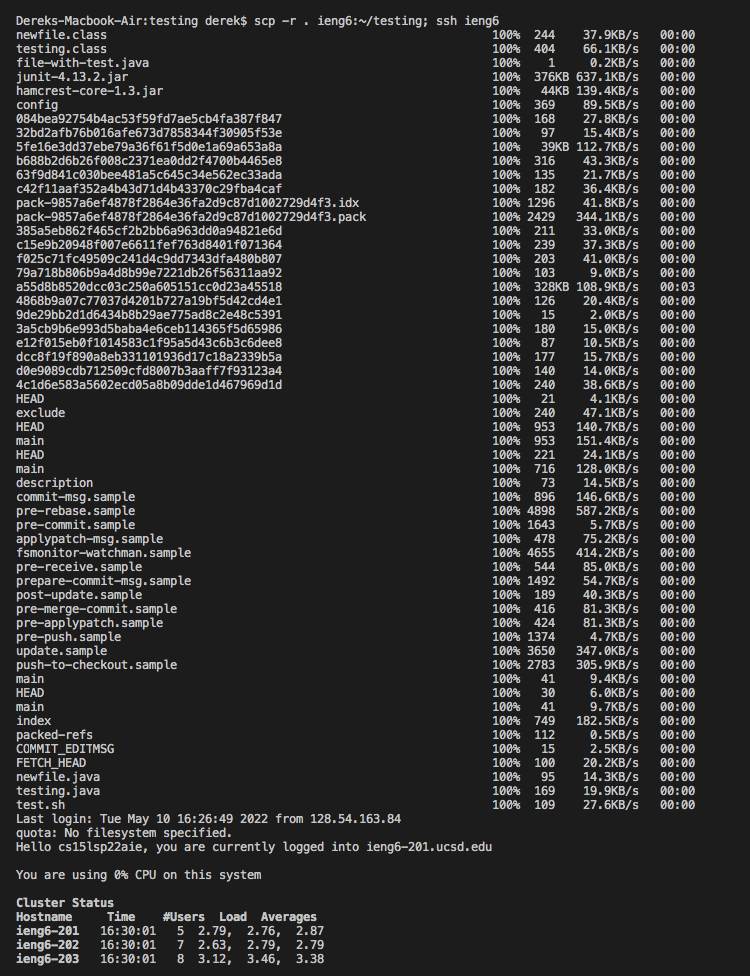 Dereks-Macbook-Air:testing derek$ scp -r . ieng6:~/testing; ssh ieng6
newfile.class 100% 244 37.9KB/s 00:00
testing.class 100% 404 66.1KB/s 00:00
file-with-test.java 100% 1 0.2KB/s 00:00
junit-4.13.2.jar 100% 376KB 637.1KB/s 00:00
hamcrest-core-1.3.jar 100% 44KB 139.4KB/s 00:00
config 100% 369 89.5KB/s 00:00
084bea92754b4ac53f59fd7ae5cb4fa387f847 100% 168 27.8KB/s 00:00
32bd2afb76b016afe673d7858344f30905f53e 100% 97 15.4KB/s 00:00
5fe16e3dd37ebe79a36f61f5d0e1a69a653a8a 100% 39KB 112.7KB/s 00:00
b688b2d6b26f008c2371ea0dd2f4700b4465e8 100% 316 43.3KB/s 00:00
63f9d841c030bee481a5c645c34e562ec33ada 100% 135 21.7KB/s 00:00
c42f11aaf352a4b43d71d4b43370c29fba4caf 100% 182 36.4KB/s 00:00
pack-9857a6ef4878f2864e36fa2d9c87d1002729d4f3.idx 100% 1296 41.8KB/s 00:00
pack-9857a6ef4878f2864e36fa2d9c87d1002729d4f3.pack 100% 2429 344.1KB/s 00:00
385a5eb862f465cf2b2bb6a963dd0a94821e6d 100% 211 33.0KB/s 00:00
c15e9b20948f007e6611fef763d8401f071364 100% 239 37.3KB/s 00:00
f025c71fc49509c241d4c9dd7343dfa480b807 100% 203 41.0KB/s 00:00
79a718b806b9a4d8b99e7221db26f56311aa92 100% 103 9.0KB/s 00:00
a55d8b8520dcc03c250a605151cc0d23a45518 100% 328KB 108.9KB/s 00:03
4868b9a07c77037d4201b727a19bf5d42cd4e1 100% 126 20.4KB/s 00:00
9de29bb2d1d6434b8b29ae775ad8c2e48c5391 100% 15 2.0KB/s 00:00
3a5cb9b6e993d5baba4e6ceb114365f5d65986 100% 180 15.0KB/s 00:00
e12f015eb0f1014583c1f95a5d43c6b3c6dee8 100% 87 10.5KB/s 00:00
dcc8f19f890a8eb331101936d17c18a2339b5a 100% 177 15.7KB/s 00:00
d0e9089cdb712509cfd8007b3aaff7f93123a4 100% 140 14.0KB/s 00:00
4c1d6e583a5602ecd05a8b09dde1d467969d1d 100% 240 38.6KB/s 00:00
HEAD 100% 21 4.1KB/s 00:00
exclude 100% 240 47.1KB/s 00:00
HEAD 100% 953 140.7KB/s 00:00
main 100% 953 151.4KB/s 00:00
HEAD 100% 221 24.1KB/s 00:00
main 100% 716 128.0KB/s 00:00
description 100% 73 14.5KB/s 00:00
commit-msg.sample 100% 896 146.6KB/s 00:00
pre-rebase.sample 100% 4898 587.2KB/s 00:00
pre-commit.sample 100% 1643 5.7KB/s 00:00
applypatch-msg.sample 100% 478 75.2KB/s 00:00
fsmonitor-watchman.sample 100% 4655 414.2KB/s 00:00
pre-receive.sample 100% 544 85.0KB/s 00:00
prepare-commit-msg.sample 100% 1492 54.7KB/s 00:00
post-update.sample 100% 189 40.3KB/s 00:00
pre-merge-commit.sample 100% 416 81.3KB/s 00:00
pre-applypatch.sample 100% 424 81.3KB/s 00:00
pre-push.sample 100% 1374 4.7KB/s 00:00
update.sample 100% 3650 347.0KB/s 00:00
push-to-checkout.sample 100% 2783 305.9KB/s 00:00
main 100% 41 9.4KB/s 00:00
HEAD 100% 30 6.0KB/s 00:00
main 100% 41 9.7KB/s 00:00
index 100% 749 182.5KB/s 00:00
packed-refs 100% 112 0.5KB/s 00:00
COMMIT_EDITMSG 100% 15 2.5KB/s 00:00
FETCH_HEAD 100% 100 20.2KB/s 00:00
newfile.java 100% 95 14.3KB/s 00:00
testing.java 100% 169 19.9KB/s 00:00
test.sh 100% 109 27.6KB/s 00:00
Last login: Tue May 10 16:26:49 2022 from 128.54.163.84
quota: No filesystem specified.
Hello cs15lsp22aie, you are currently logged into ieng6-201.ucsd.edu
You are using 0% CPU on this system
Cluster Status
Hostname Time #Users Load Averages
ieng6-201 16:30:01 5 2.79, 2.76, 2.87
ieng6-202 16:30:01 7 2.63, 2.79, 2.79
ieng6-203 16:30:01 8 3.12, 3.46, 3.38